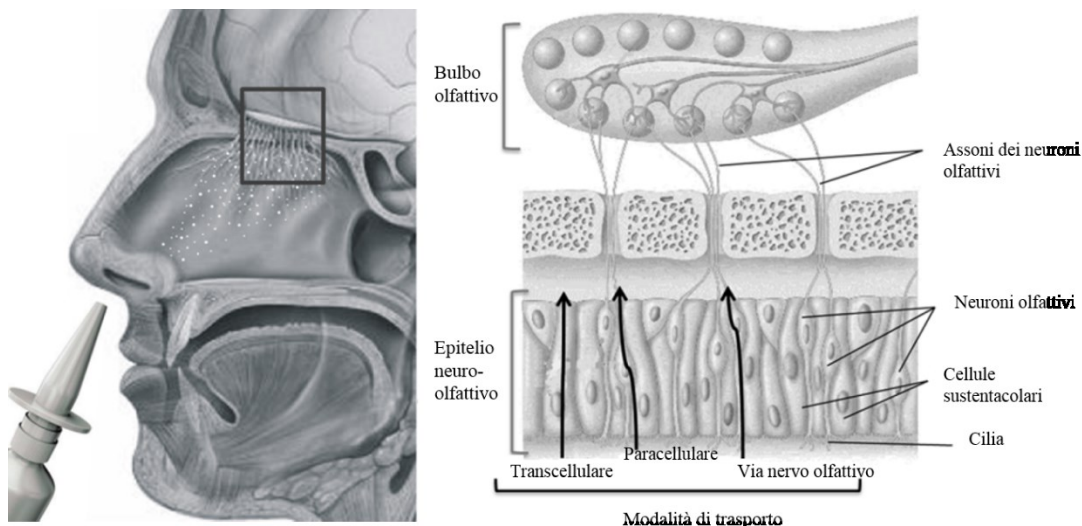 Bulbo
olfattivo
Assoni dei neuroni
olfattivi
Neuroni olfattivi
Epitelio
neuro-
olfattivo
Cellule
sustentacolari
Cilia
Transcellulare
Paracellulare
Via nervo olfattivo
Modalità di trasporto